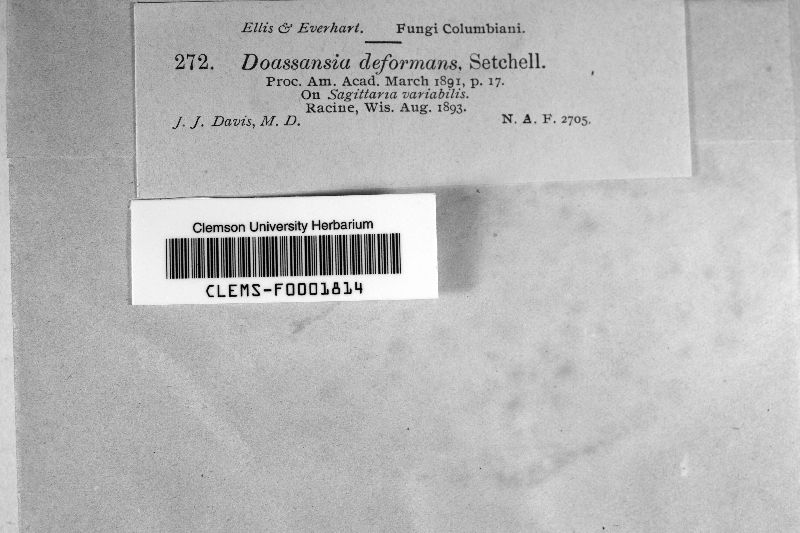 Ellis & Everhart. Fungi Columbiani.
272. Doassansia deformans, Setchell.
Proc. Am. Acad. March 1891, p. 17.
On Sagittaria variabilis.
Racine, Wis. Aug. 1893.
J. J. Davis, M. D. N. A. F. 2705.
Clemson University Herbarium
CLEMS-F0001814